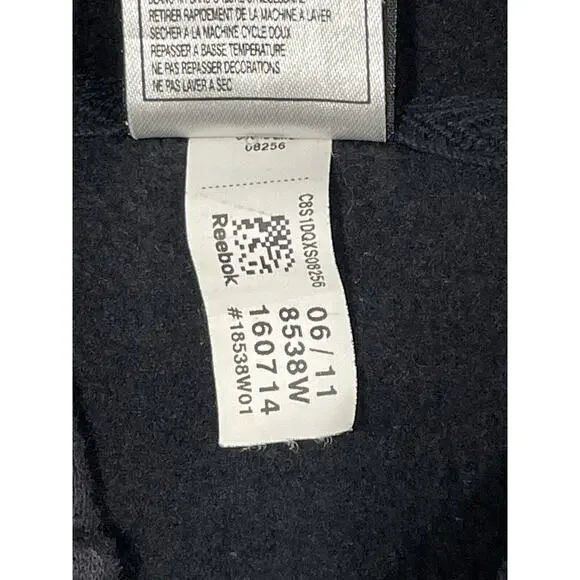 RETIRER RAPIDEMENT DE LA MACHINE A LAVER
SECHER A LA MACHINE CYCLE DOUX
REPASSER A BASSE TEMPÉRATURE
NE PAS REPASSER DECORATIONS
NE PAS LAVER A SEC
08256
C8S1DQXS08256
Reebok
06/11
8538W
160714
#18538W01